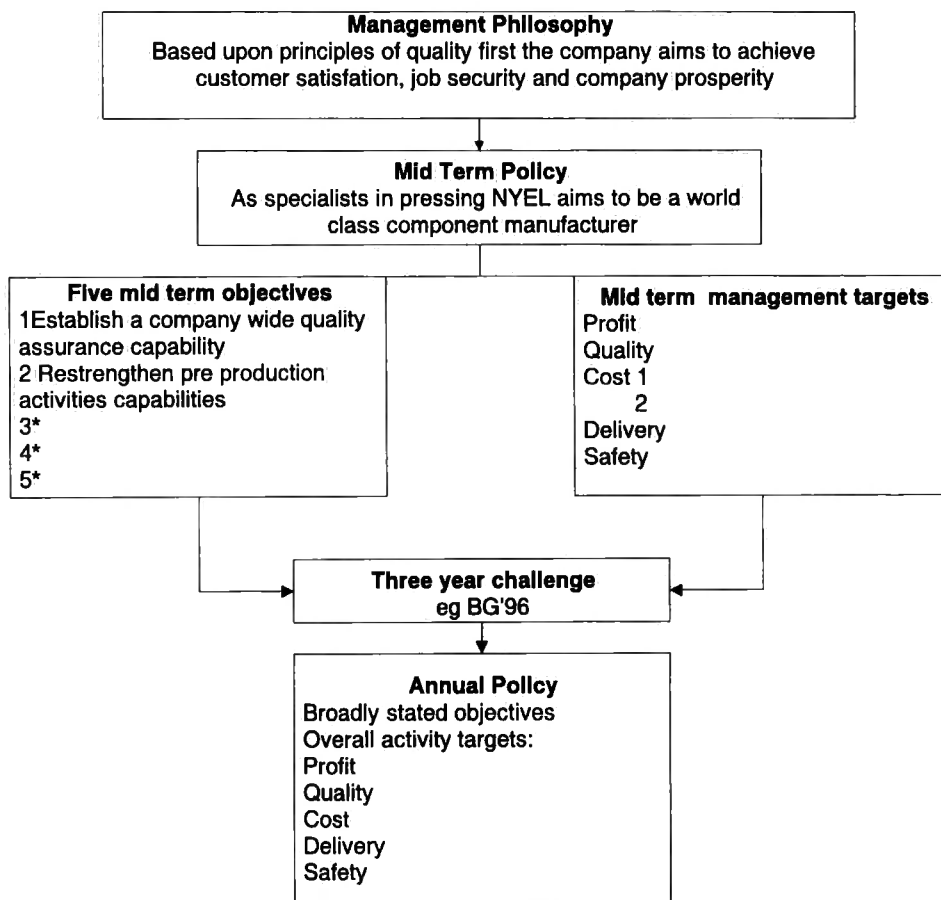 Management Philosophy
Based upon principles of quality first the company aims to achieve
customer satisfation, job security and company prosperity
Mid Term Policy
As specialists in pressing NYEL aims to be a world
class component manufacturer
Five mid term objectives
1Establish a company wide quality
assurance capability
2 Restrengthen pre production
activities capabilities
3*
4*
5*
Mid term management targets
Profit
Quality
Cost 1
2
Delivery
Safety
Three year challenge
eg BG'96
Annual Policy
Broadly stated objectives
Overall activity targets:
Profit
Quality
Cost
Delivery
Safety